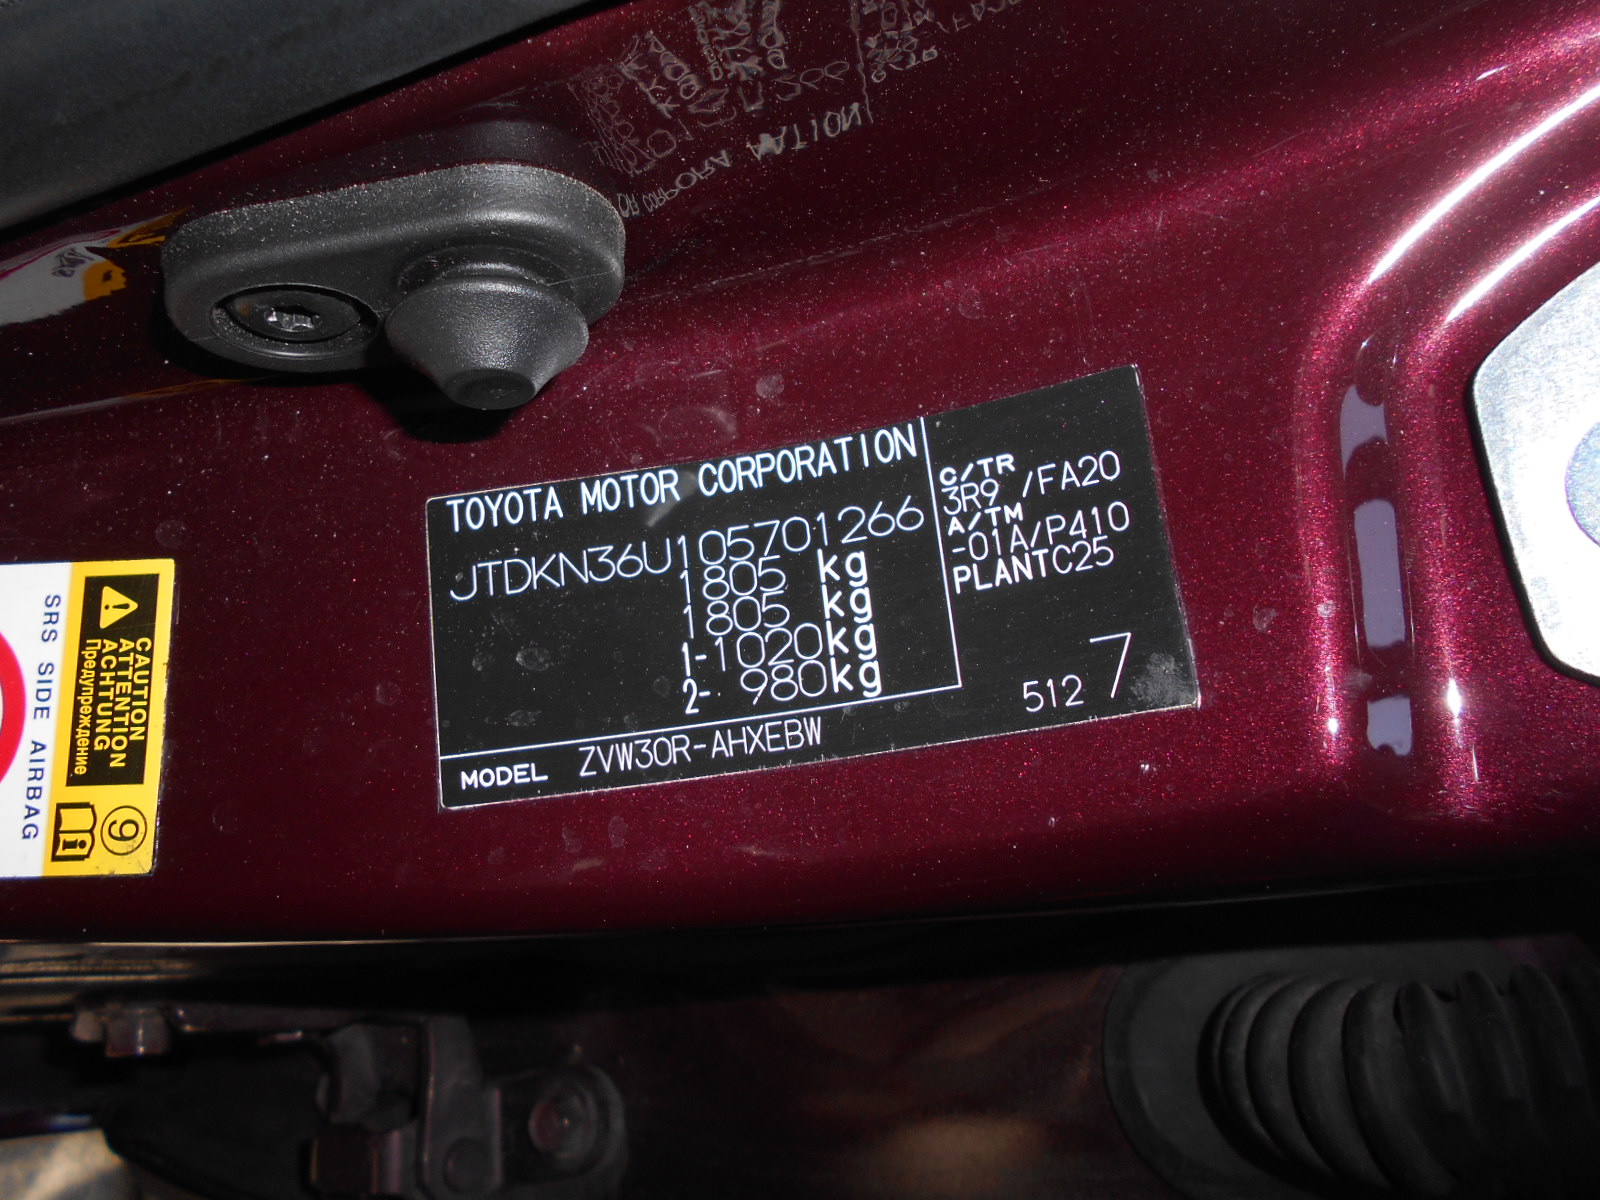 TOYOTA MOTOR CORPORATION
JTDKN36U105701266
1805 kg
1805 kg
1-1020kg
2- 980kg
MODEL ZVW30R-AHXEBW
C/TR
3R9 /FA20
A/TM
-01A/P410
PLANTC25
512 7
CAUTION
ATTENTION
ACHTUNG
Предупреждение
9
i
SRS SIDE AIRBAG